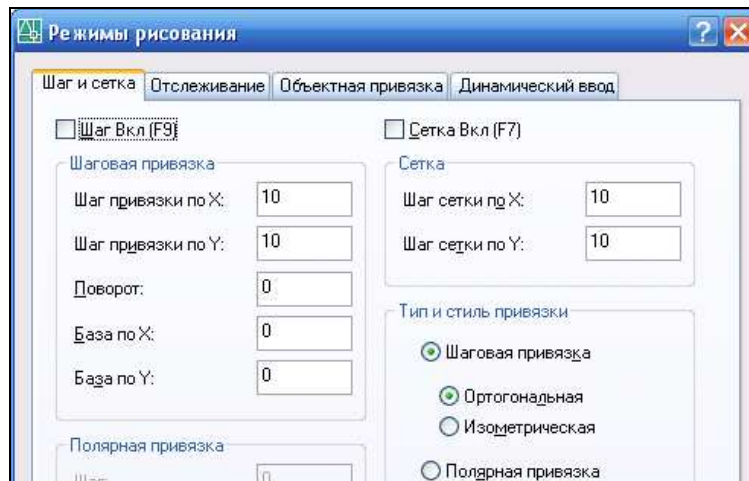 Режимы рисования
Шаг и сетка Отслеживание Объектная привязка Динамический ввод
Шаг Вкл (F9)
Шаговая привязка
Шаг привязки по X: 10
Шаг привязки по Y: 10
Поворот: 0
База по X: 0
База по Y: 0
Полярная привязка
Шаг: 0
Сетка Вкл (F7)
Сетка
Шаг сетки по X: 10
Шаг сетки по Y: 10
Тип и стиль привязки
Шаговая привязка
Ортогональная
Изометрическая
Полярная привязка